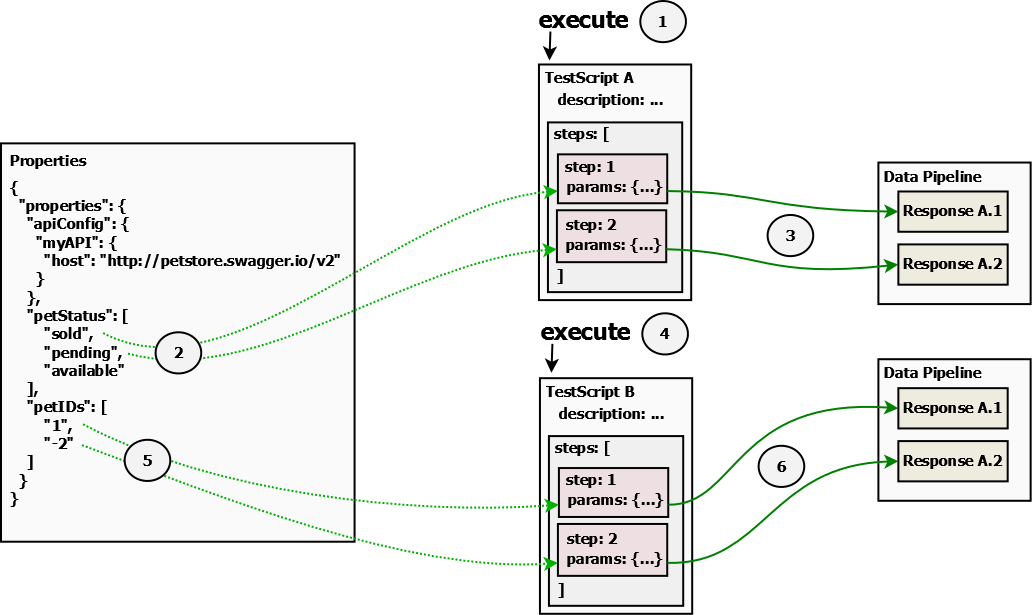 execute 1
TestScript A
description: ...
steps: [
step: 1
params: {...}
step: 2
params: {...}
]
Properties
{
"properties": {
"apiConfig": {
"myAPI": {
"host": "http://petstore.swagger.io/v2"
}
},
"petStatus": [
"sold",
"pending",
"available"
],
"petIDs": [
"1",
"-2"
]
}
}
2
5
3
Data Pipeline
Response A.1
Response A.2
execute 4
TestScript B
description: ...
steps: [
step: 1
params: {...}
step: 2
params: {...}
]
6
Data Pipeline
Response A.1
Response A.2